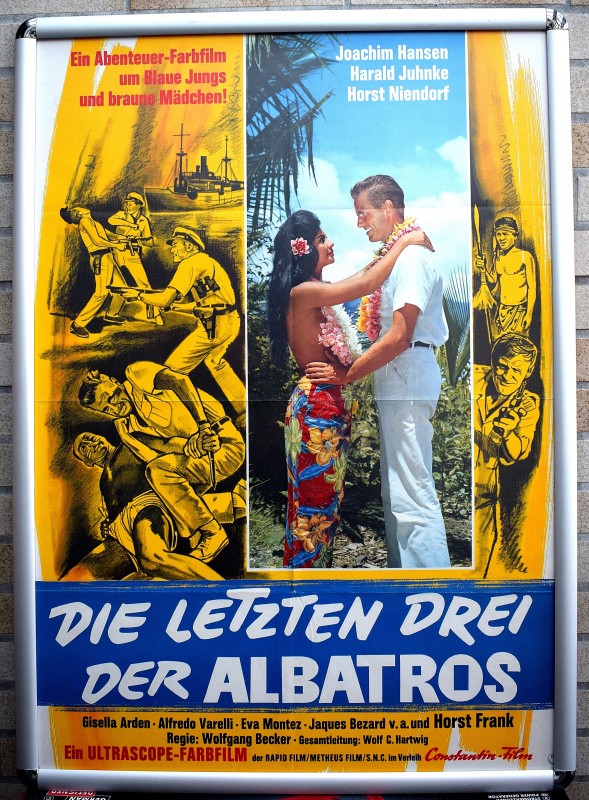 Ein Abenteuer-Farbfilm
um Blaue Jungs
und braune Mädchen!
Joachim Hansen
Harald Juhnke
Horst Niendorf
DIE LETZTEN DREI
DER ALBATROS
Gisella Arden · Alfredo Varelli · Eva Montez · Jaques Bezard v. a. und Horst Frank
Regie: Wolfgang Becker · Gesamtleitung: Wolf C. Hartwig
Ein ULTRASCOPE-FARBFILM der RAPID FILM/METHEUS FILM/S.N.C. im Verleih Constantin-Film